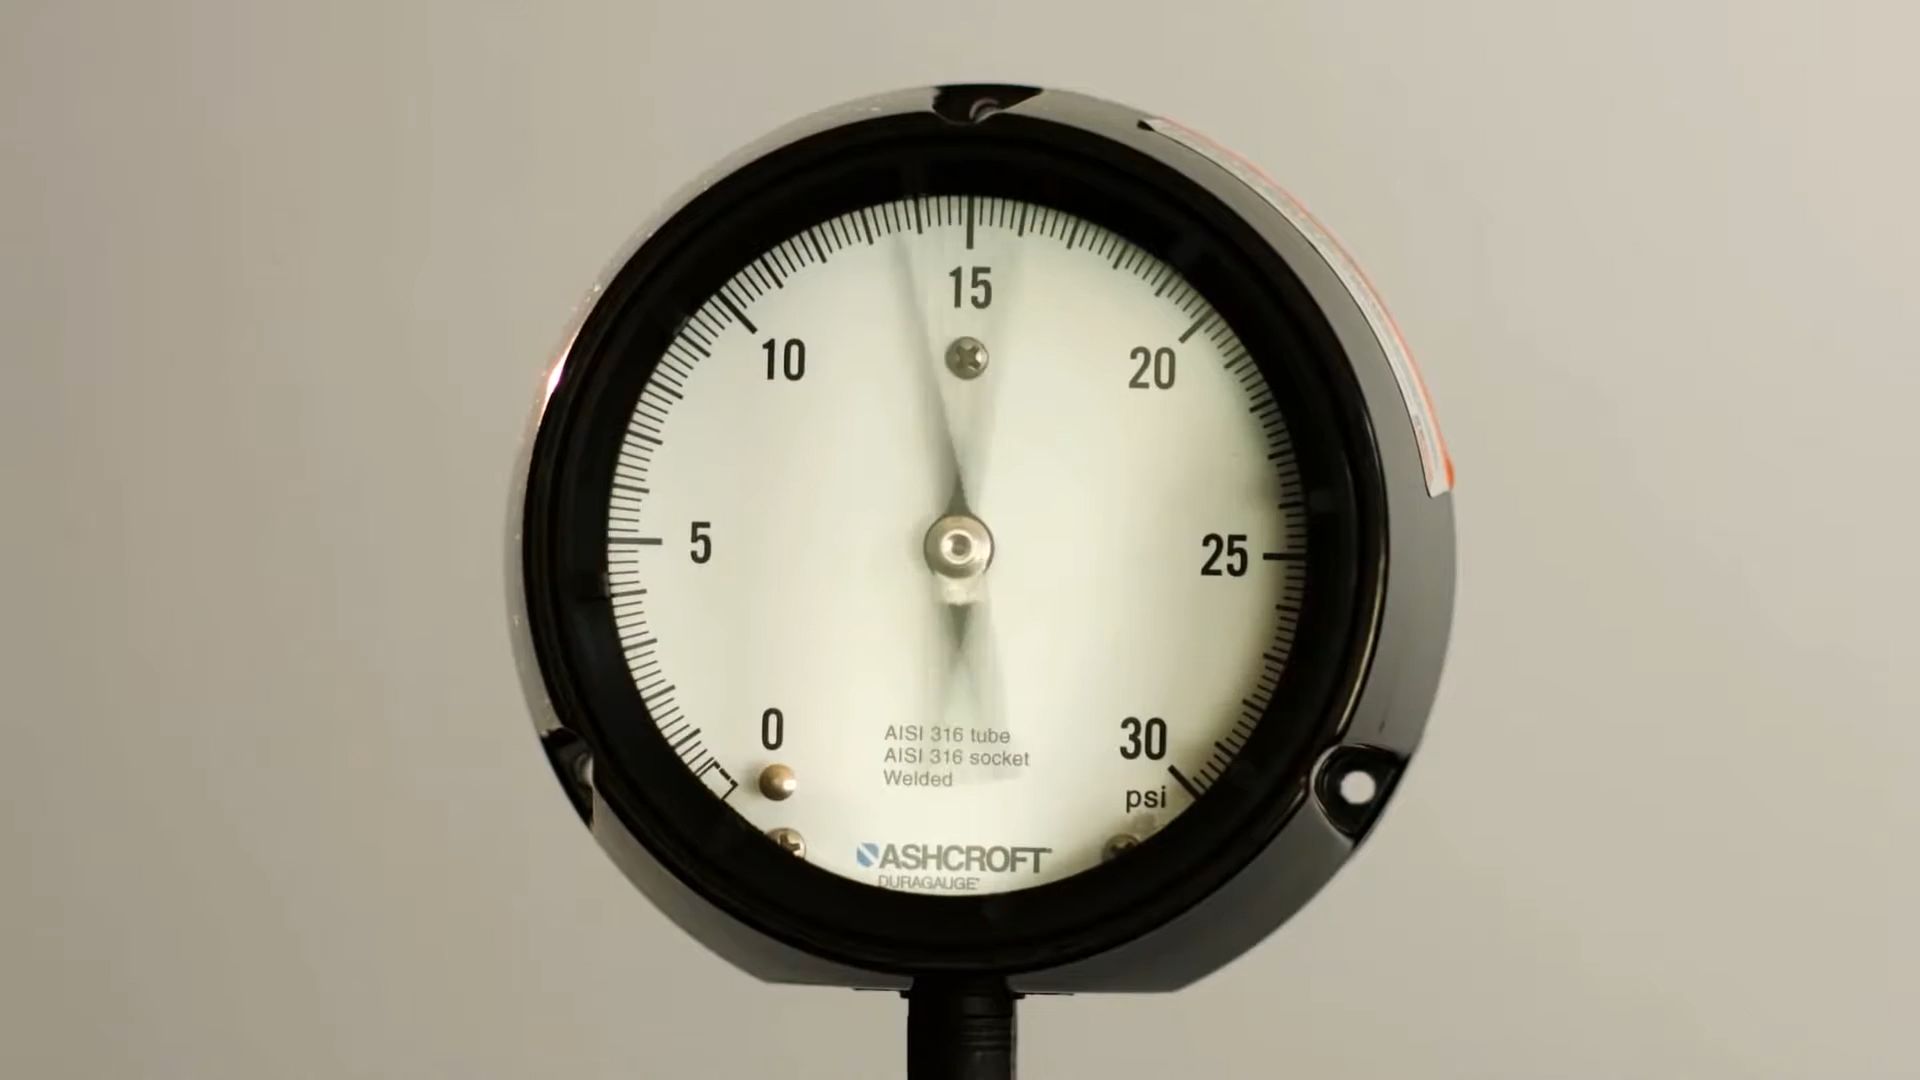 15
10
20
5
25
0
30
psi
AISI 316 tube
AISI 316 socket
Welded
ASHCROFT
DURAGAUGE